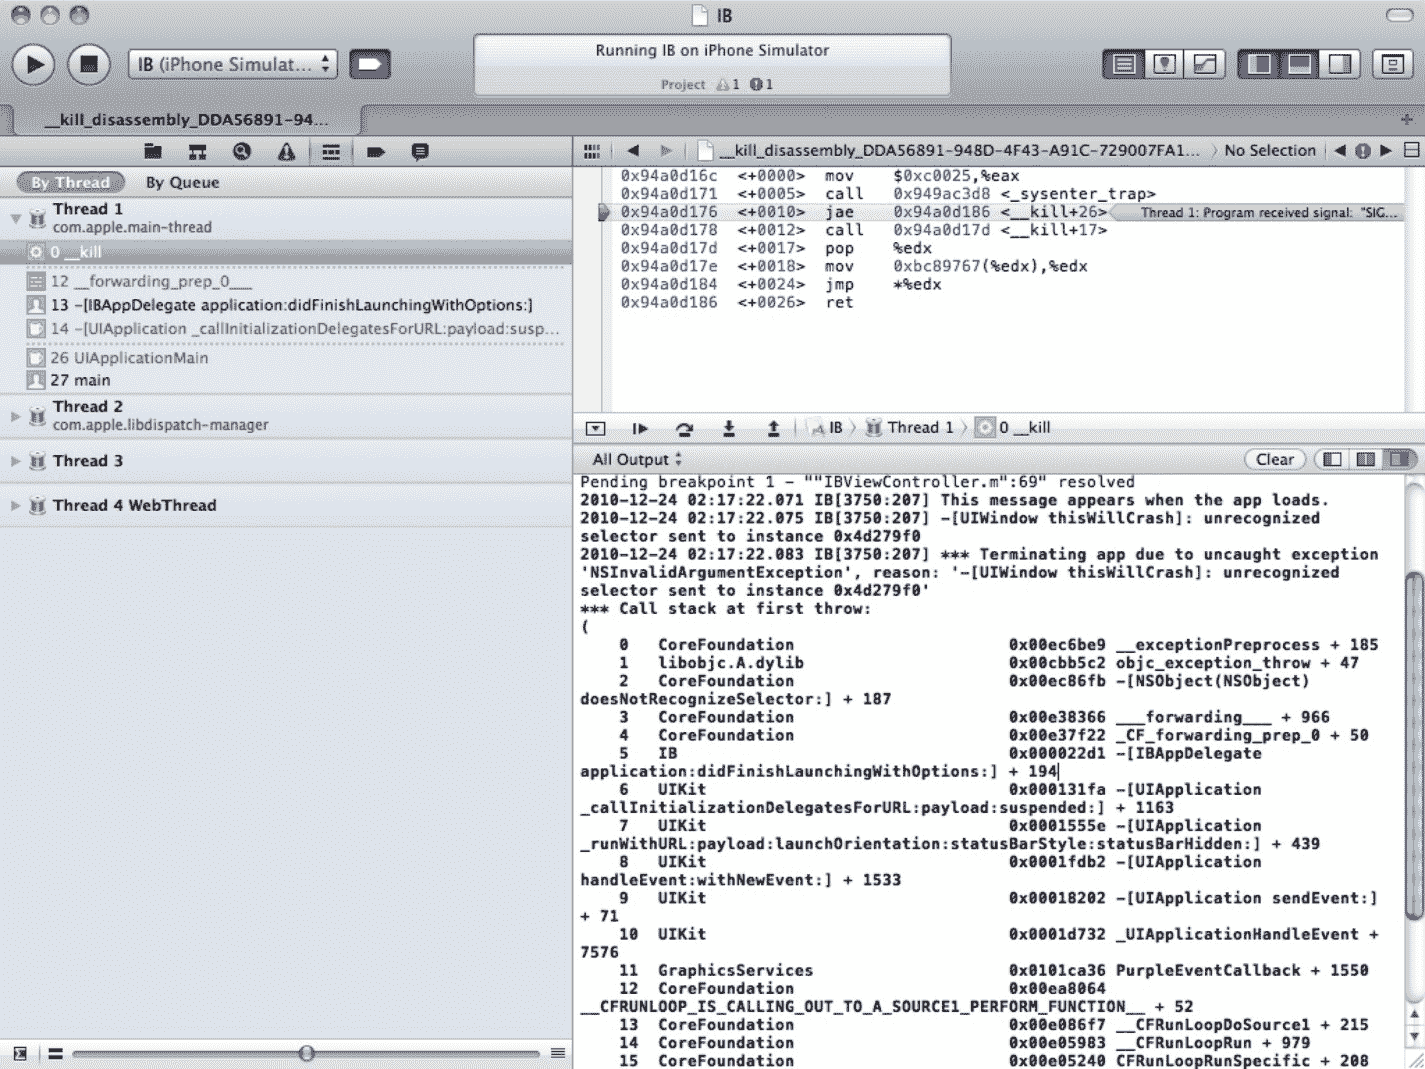 IB
IB (iPhone Simulat...
Running IB on iPhone Simulator
Project 1 1
__kill_disassembly_DDA56891-94...
__kill_disassembly_DDA56891-948D-4F43-A91C-729007FA1... No Selection
By Thread By Queue
Thread 1
com.apple.main-thread
0 __kill
12 __forwarding_prep_0___
13 -[IBAppDelegate application:didFinishLaunchingWithOptions:]
14 -[UIApplication _callInitializationDelegatesForURL:payload:susp...
26 UIApplicationMain
27 main
Thread 2
com.apple.libdispatch-manager
Thread 3
Thread 4 WebThread
0x94a0d16c <+0000> mov $0xc0025,%eax
0x94a0d171 <+0005> call 0x949ac3d8 <_sysenter_trap>
0x94a0d176 <+0010> jae 0x94a0d186 <__kill+26> Thread 1: Program received signal: "SIG...
0x94a0d178 <+0012> call 0x94a0d17d <__kill+17>
0x94a0d17d <+0017> pop %edx
0x94a0d17e <+0018> mov 0xbc89767(%edx),%edx
0x94a0d184 <+0024> jmp *%edx
0x94a0d186 <+0026> ret
IB Thread 1 0 __kill
All Output Clear
Pending breakpoint 1 - ""IBViewController.m":69" resolved
2010-12-24 02:17:22.071 IB[3750:207] This message appears when the app loads.
2010-12-24 02:17:22.075 IB[3750:207] -[UIWindow thisWillCrash]: unrecognized
selector sent to instance 0x4d279f0
2010-12-24 02:17:22.083 IB[3750:207] *** Terminating app due to uncaught exception
'NSInvalidArgumentException', reason: '-[UIWindow thisWillCrash]: unrecognized
selector sent to instance 0x4d279f0'
*** Call stack at first throw:
(
0 CoreFoundation 0x00ec6be9 __exceptionPreprocess + 185
1 libobjc.A.dylib 0x00cbb5c2 objc_exception_throw + 47
2 CoreFoundation 0x00ec86fb -[NSObject(NSObject)
doesNotRecognizeSelector:] + 187
3 CoreFoundation 0x00e38366 ___forwarding___ + 966
4 CoreFoundation 0x00e37f22 _CF_forwarding_prep_0 + 50
5 IB 0x000022d1 -[IBAppDelegate
application:didFinishLaunchingWithOptions:] + 194
6 UIKit 0x000131fa -[UIApplication
_callInitializationDelegatesForURL:payload:suspended:] + 1163
7 UIKit 0x0001555e -[UIApplication
_runWithURL:payload:launchOrientation:statusBarStyle:statusBarHidden:] + 439
8 UIKit 0x0001fdb2 -[UIApplication
handleEvent:withNewEvent:] + 1533
9 UIKit 0x00018202 -[UIApplication sendEvent:]
+ 71
10 UIKit 0x0001d732 _UIApplicationHandleEvent +
7576
11 GraphicsServices 0x0101ca36 PurpleEventCallback + 1550
12 CoreFoundation 0x00ea8064
__CFRUNLOOP_IS_CALLING_OUT_TO_A_SOURCE1_PERFORM_FUNCTION__ + 52
13 CoreFoundation 0x00e086f7 __CFRunLoopDoSource1 + 215
14 CoreFoundation 0x00e05983 __CFRunLoopRun + 979
15 CoreFoundation 0x00e05240 CFRunLoopRunSpecific + 208